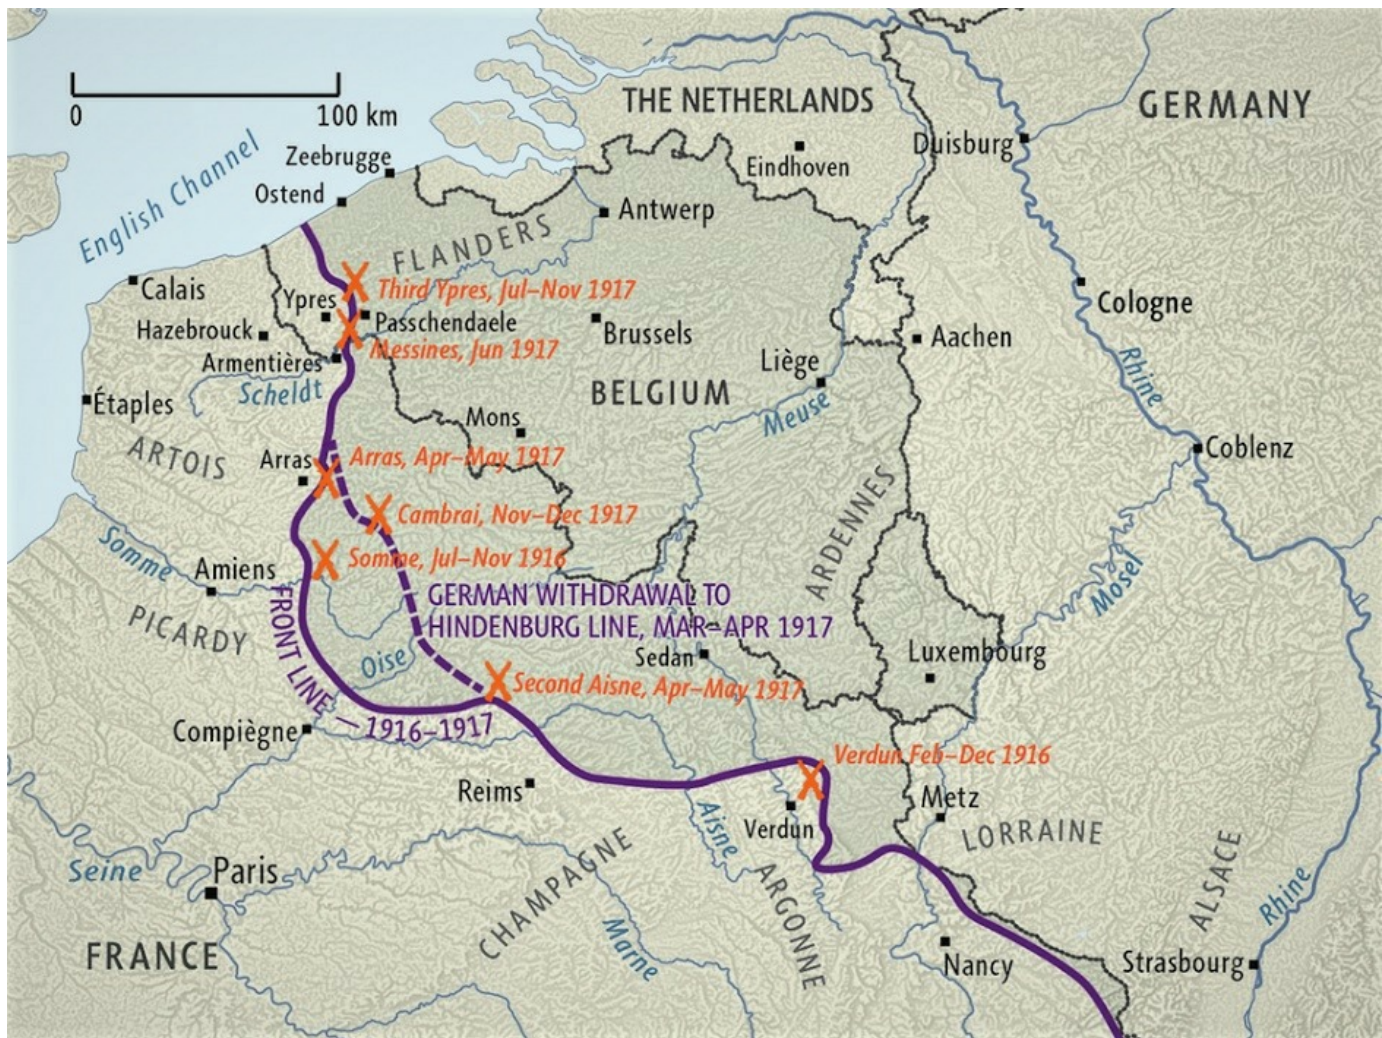 0 100 km
English Channel
THE NETHERLANDS
GERMANY
Zeebrugge
Ostend
Eindhoven
Duisburg
Antwerp
FLANDERS
Calais
Third Ypres, Jul–Nov 1917
Ypres
Cologne
Hazebrouck
Passchendaele
Brussels
Aachen
Messines, Jun 1917
Armentières
Liège
Scheldt
BELGIUM
Meuse
Rhine
Étaples
Mons
ARTOIS
Arras
Arras, Apr–May 1917
Coblenz
Cambrai, Nov–Dec 1917
ARDENNES
Somme
Somme, Jul–Nov 1916
Amiens
Mosel
GERMAN WITHDRAWAL TO
HINDENBURG LINE, MAR–APR 1917
PICARDY
Oise
Sedan
Luxembourg
Second Aisne, Apr–May 1917
FRONT LINE — 1916–1917
Compiègne
Verdun Feb–Dec 1916
Reims
Metz
Verdun
Aisne
LORRAINE
Seine
Paris
CHAMPAGNE
ARGONNE
ALSACE
Rhine
FRANCE
Marne
Nancy
Strasbourg